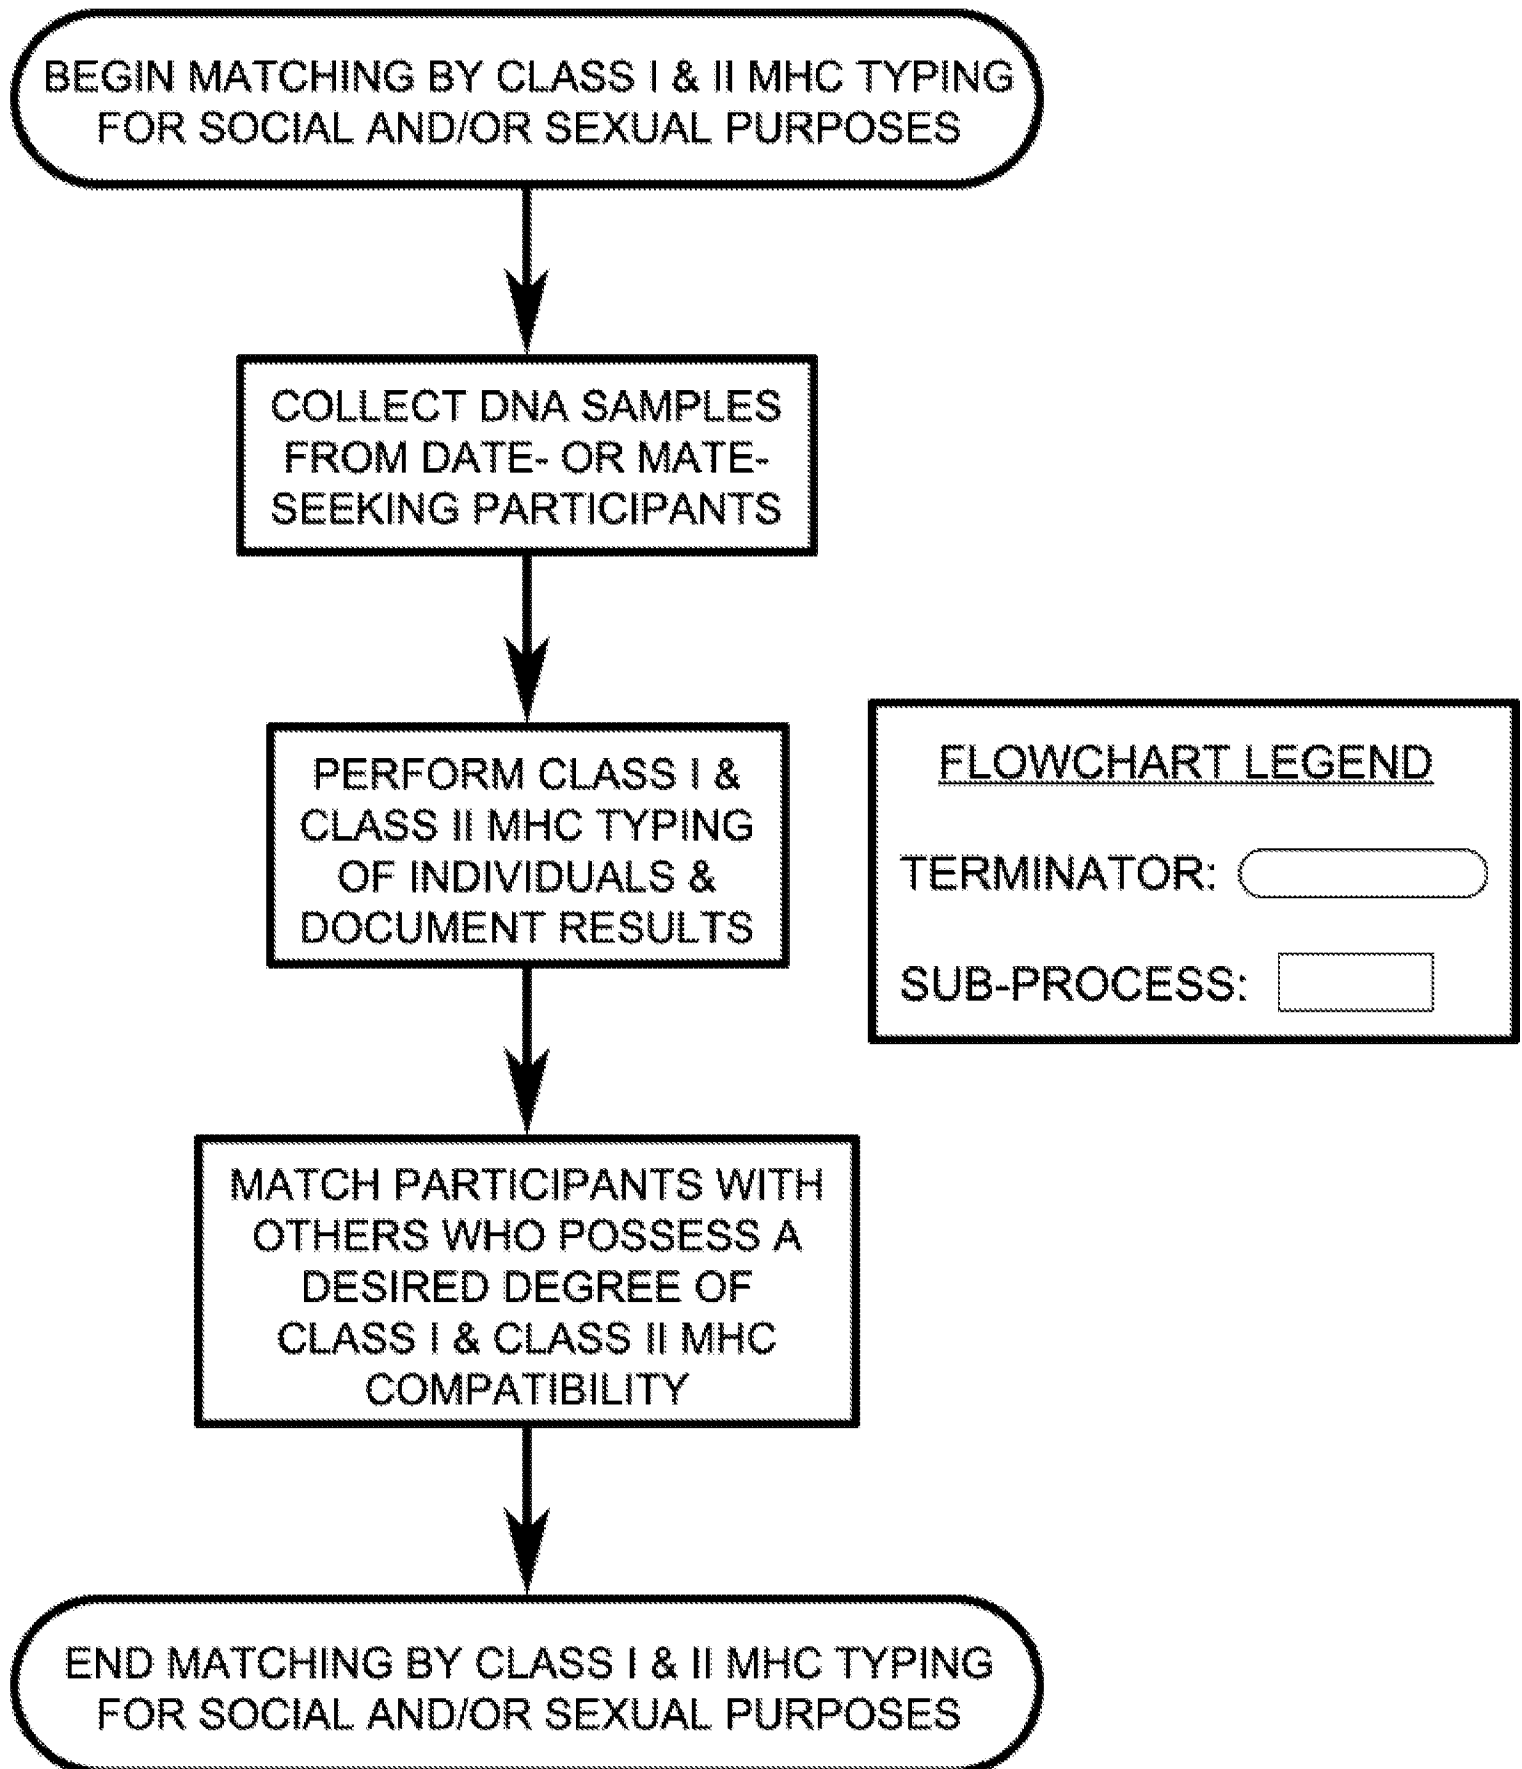 BEGIN MATCHING BY CLASS I & II MHC TYPING
FOR SOCIAL AND/OR SEXUAL PURPOSES
COLLECT DNA SAMPLES
FROM DATE- OR MATE-
SEEKING PARTICIPANTS
PERFORM CLASS I &
CLASS II MHC TYPING
OF INDIVIDUALS &
DOCUMENT RESULTS
FLOWCHART LEGEND
TERMINATOR:
SUB-PROCESS:
MATCH PARTICIPANTS WITH
OTHERS WHO POSSESS A
DESIRED DEGREE OF
CLASS I & CLASS II MHC
COMPATIBILITY
END MATCHING BY CLASS I & II MHC TYPING
FOR SOCIAL AND/OR SEXUAL PURPOSES